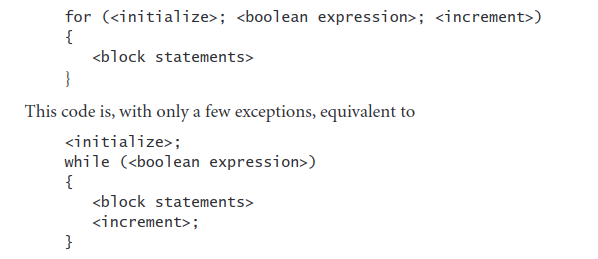 for (<initialize>; <boolean expression>; <increment>)
{
<block statements>
}
This code is, with only a few exceptions, equivalent to
<initialize>;
while (<boolean expression>)
{
<block statements>
<increment>;
}